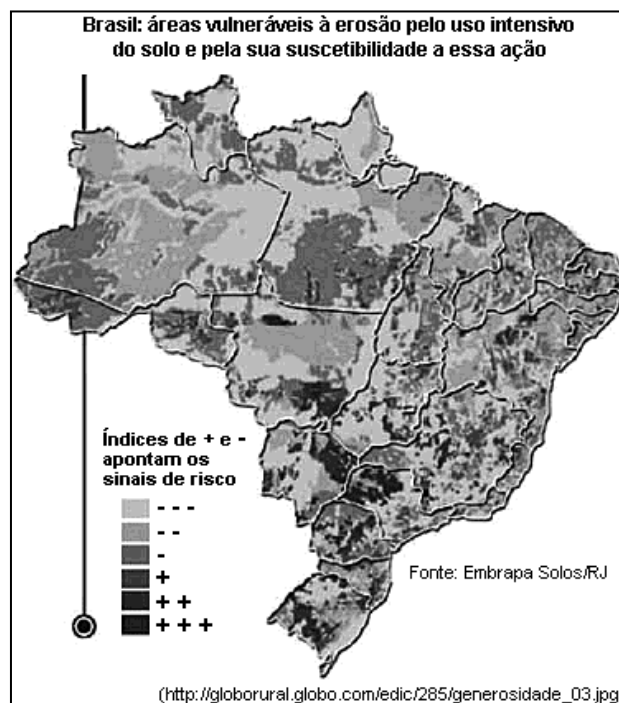 Brasil: áreas vulneráveis à erosão pelo uso intensivo
do solo e pela sua suscetibilidade a essa ação
Índices de + e -
apontam os
sinais de risco
- - -
- -
-
+
+ +
+ + +
Fonte: Embrapa Solos/RJ
(http://globorural.globo.com/edic/285/generosidade_03.jpg